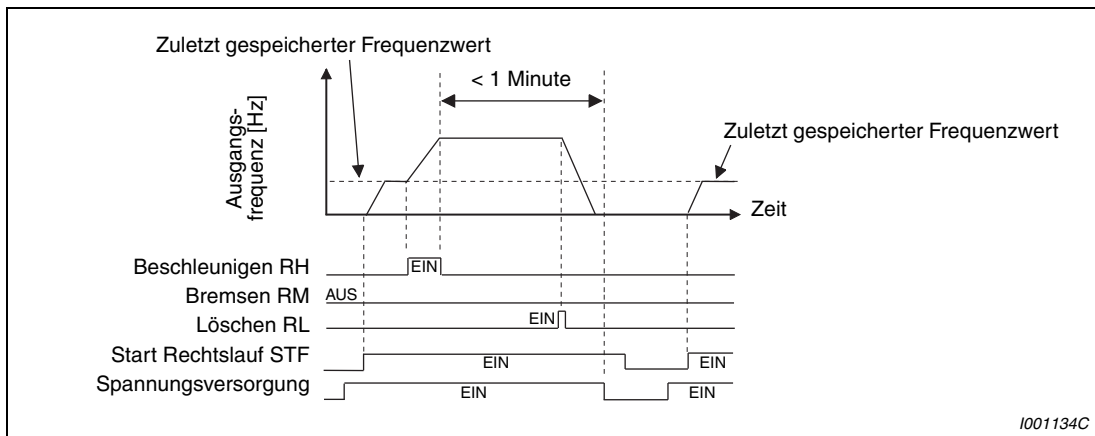 Zuletzt gespeicherter Frequenzwert
< 1 Minute
Ausgangs-
frequenz [Hz]
Zuletzt gespeicherter Frequenzwert
Zeit
Beschleunigen RH
EIN
Bremsen RM
AUS
Löschen RL
EIN
Start Rechtslauf STF
EIN
EIN
Spannungsversorgung
EIN
EIN
I001134C